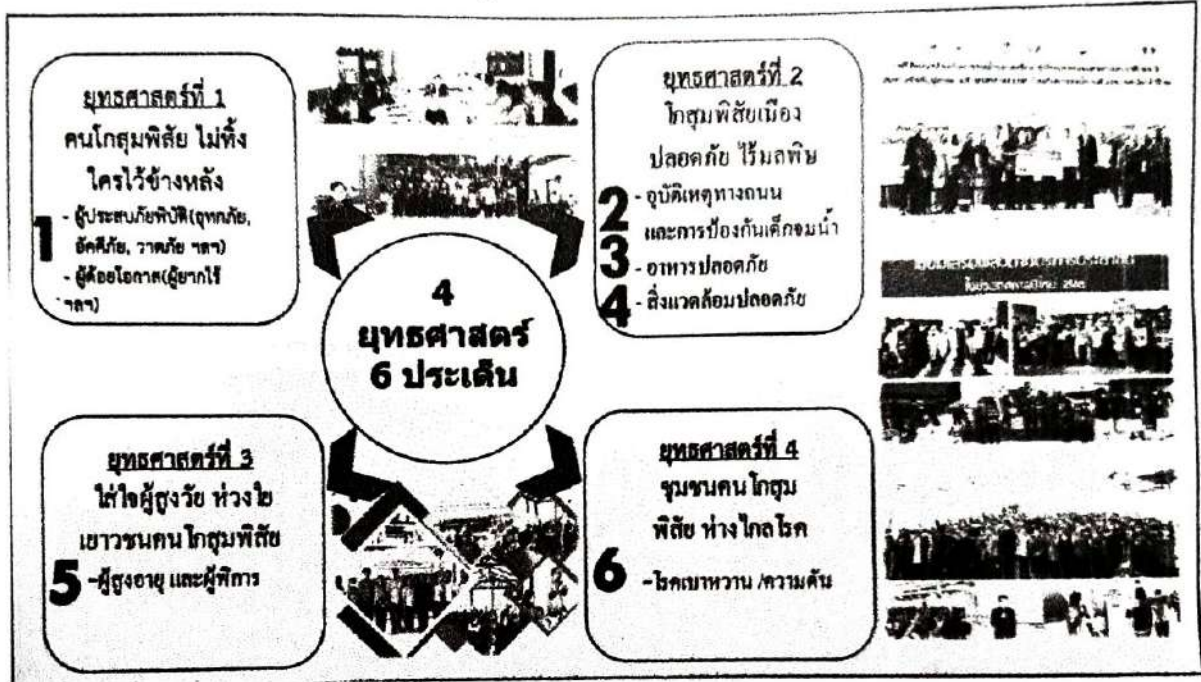 ยุทธศาสตร์ที่ 1
คนโกสุมพิสัย ไม่ทิ้ง
ใครไว้ข้างหลัง
1
- ผู้ประสบภัยพิบัติ(อุทกภัย,
อัคคีภัย, วาตภัย ฯลฯ)
- ผู้ด้อยโอกาส(ผู้ยากไร้
ฯลฯ)
ยุทธศาสตร์ที่ 2
โกสุมพิสัยเมือง
ปลอดภัย ไร้มลพิษ
2 - อุบัติเหตุทางถนน
และการป้องกันเด็กจมน้ำ
3 - อาหารปลอดภัย
4 - สิ่งแวดล้อมปลอดภัย
4
ยุทธศาสตร์
6 ประเด็น
ยุทธศาสตร์ที่ 3
ใส่ใจผู้สูงวัย ห่วงใย
เยาวชนคนโกสุมพิสัย
5 -ผู้สูงอายุ และผู้พิการ
ยุทธศาสตร์ที่ 4
ชุมชนคนโกสุม
พิสัย ห่างไกลโรค
6 -โรคเบาหวาน /ความดัน